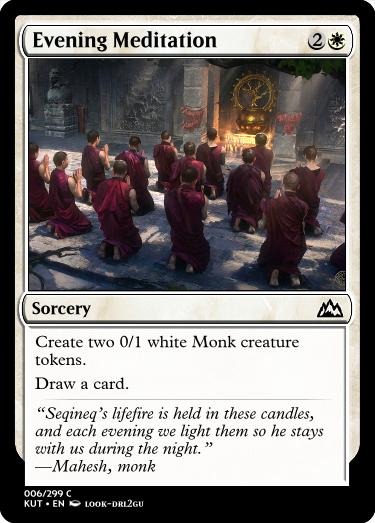 Evening Meditation 2
Sorcery
Create two 0/1 white Monk creature
tokens.
Draw a card.
“Seqineq’s lifefire is held in these candles,
and each evening we light them so he stays
with us during the night.”
—Mahesh, monk
006/299 C
KUT • EN LOOK-DRL2GU